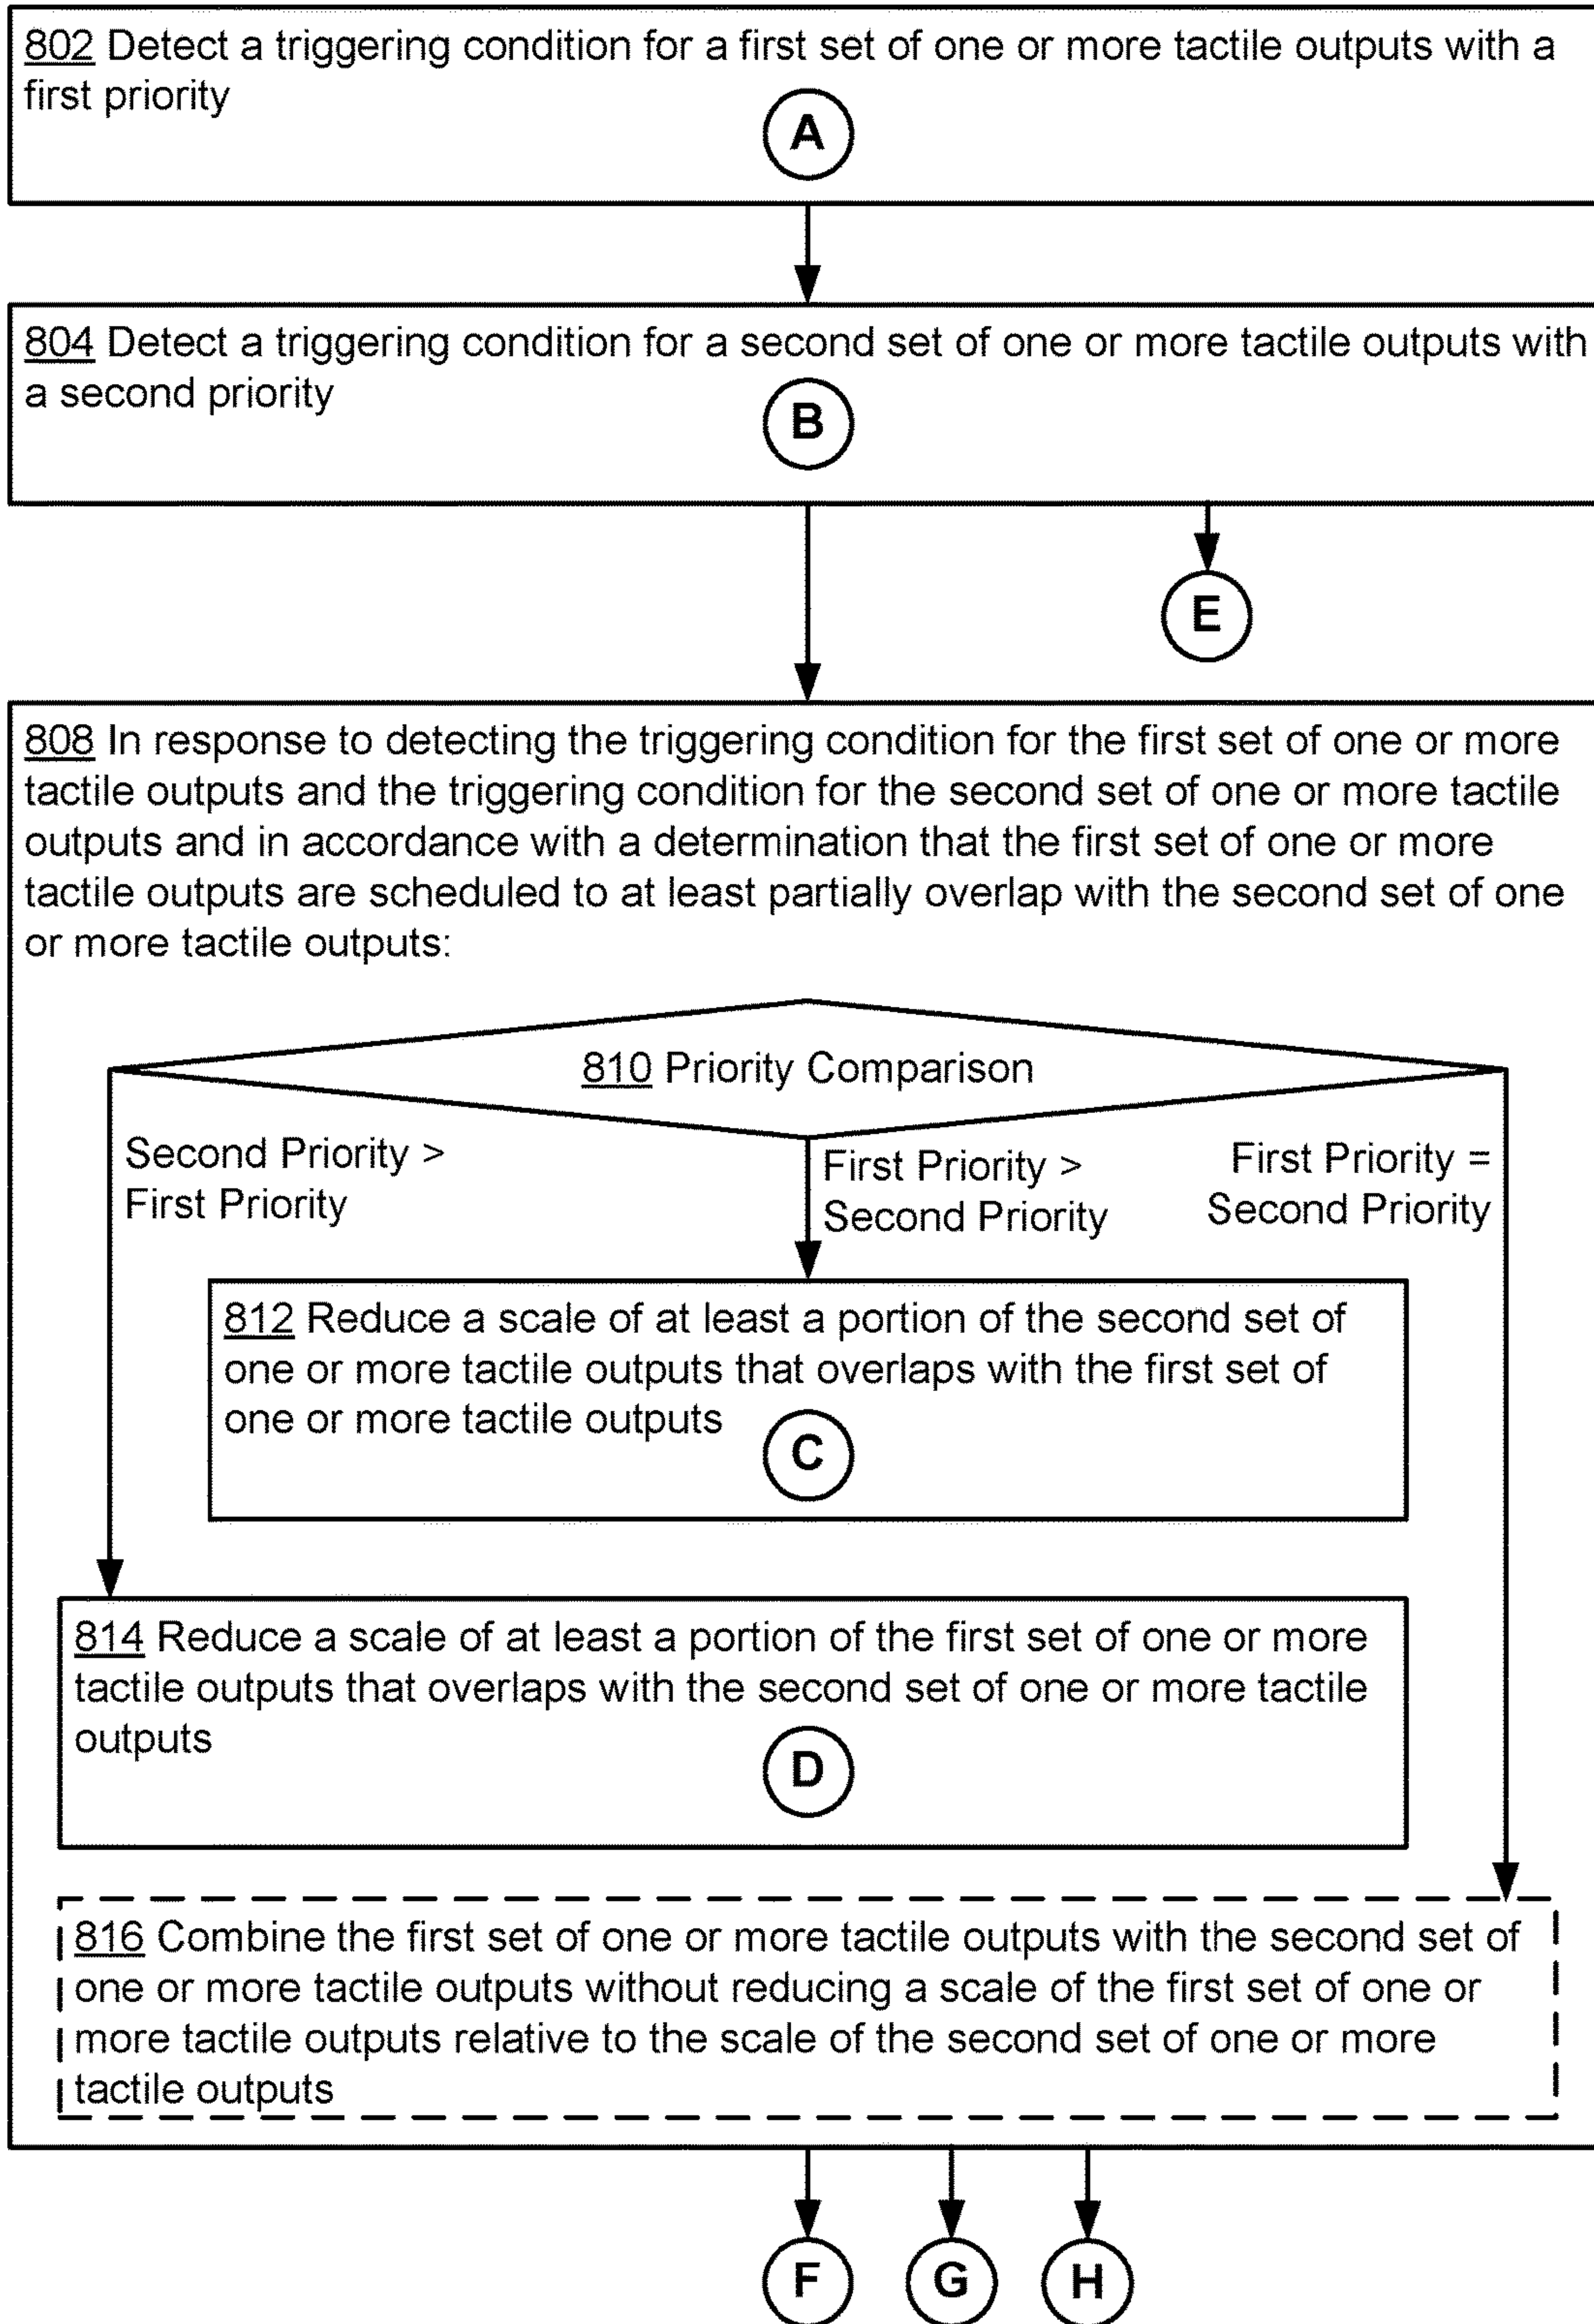 802 Detect a triggering condition for a first set of one or more tactile outputs with a
first priority
A
804 Detect a triggering condition for a second set of one or more tactile outputs with
a second priority
B
E
808 In response to detecting the triggering condition for the first set of one or more
tactile outputs and the triggering condition for the second set of one or more tactile
outputs and in accordance with a determination that the first set of one or more
tactile outputs are scheduled to at least partially overlap with the second set of one
or more tactile outputs:
810 Priority Comparison
Second Priority >
First Priority
First Priority >
Second Priority
First Priority =
Second Priority
812 Reduce a scale of at least a portion of the second set of
one or more tactile outputs that overlaps with the first set of
one or more tactile outputs
C
814 Reduce a scale of at least a portion of the first set of one or more
tactile outputs that overlaps with the second set of one or more tactile
outputs
D
816 Combine the first set of one or more tactile outputs with the second set of
one or more tactile outputs without reducing a scale of the first set of one or
more tactile outputs relative to the scale of the second set of one or more
tactile outputs
F
G
H